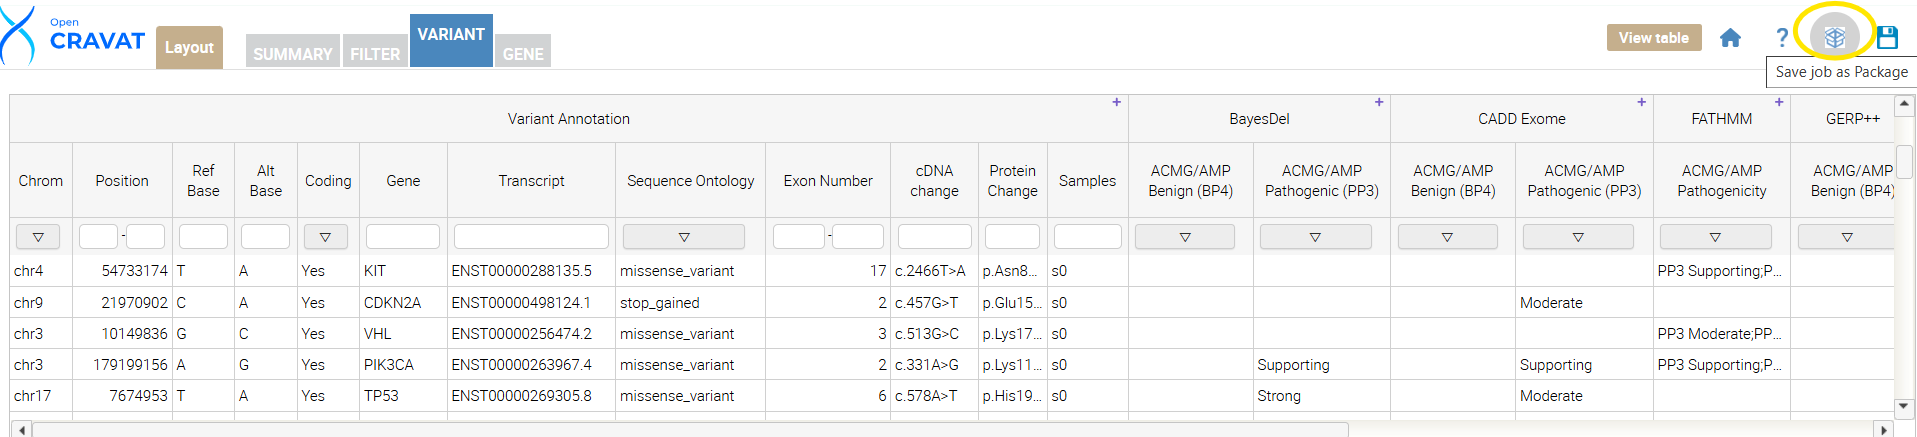 Open
CRAVAT
Layout
SUMMARY FILTER VARIANT GENE
View table
?
Save job as Package
Variant Annotation + BayesDel + CADD Exome + FATHMM + GERP++
Chrom Position Ref Base Alt Base Coding Gene Transcript Sequence Ontology Exon Number cDNA change Protein Change Samples ACMG/AMP Benign (BP4) ACMG/AMP Pathogenic (PP3) ACMG/AMP Benign (BP4) ACMG/AMP Pathogenic (PP3) ACMG/AMP Pathogenicity ACMG/AMP Benign (BP4)
- -
chr4 54733174 T A Yes KIT ENST00000288135.5 missense_variant 17 c.2466T>A p.Asn8... s0 PP3 Supporting;P...
chr9 21970902 C A Yes CDKN2A ENST00000498124.1 stop_gained 2 c.457G>T p.Glu15... s0 Moderate
chr3 10149836 G C Yes VHL ENST00000256474.2 missense_variant 3 c.513G>C p.Lys17... s0 PP3 Moderate;PP...
chr3 179199156 A G Yes PIK3CA ENST00000263967.4 missense_variant 2 c.331A>G p.Lys11... s0 Supporting Supporting PP3 Supporting;P...
chr17 7674953 T A Yes TP53 ENST00000269305.8 missense_variant 6 c.578A>T p.His19... s0 Strong Moderate